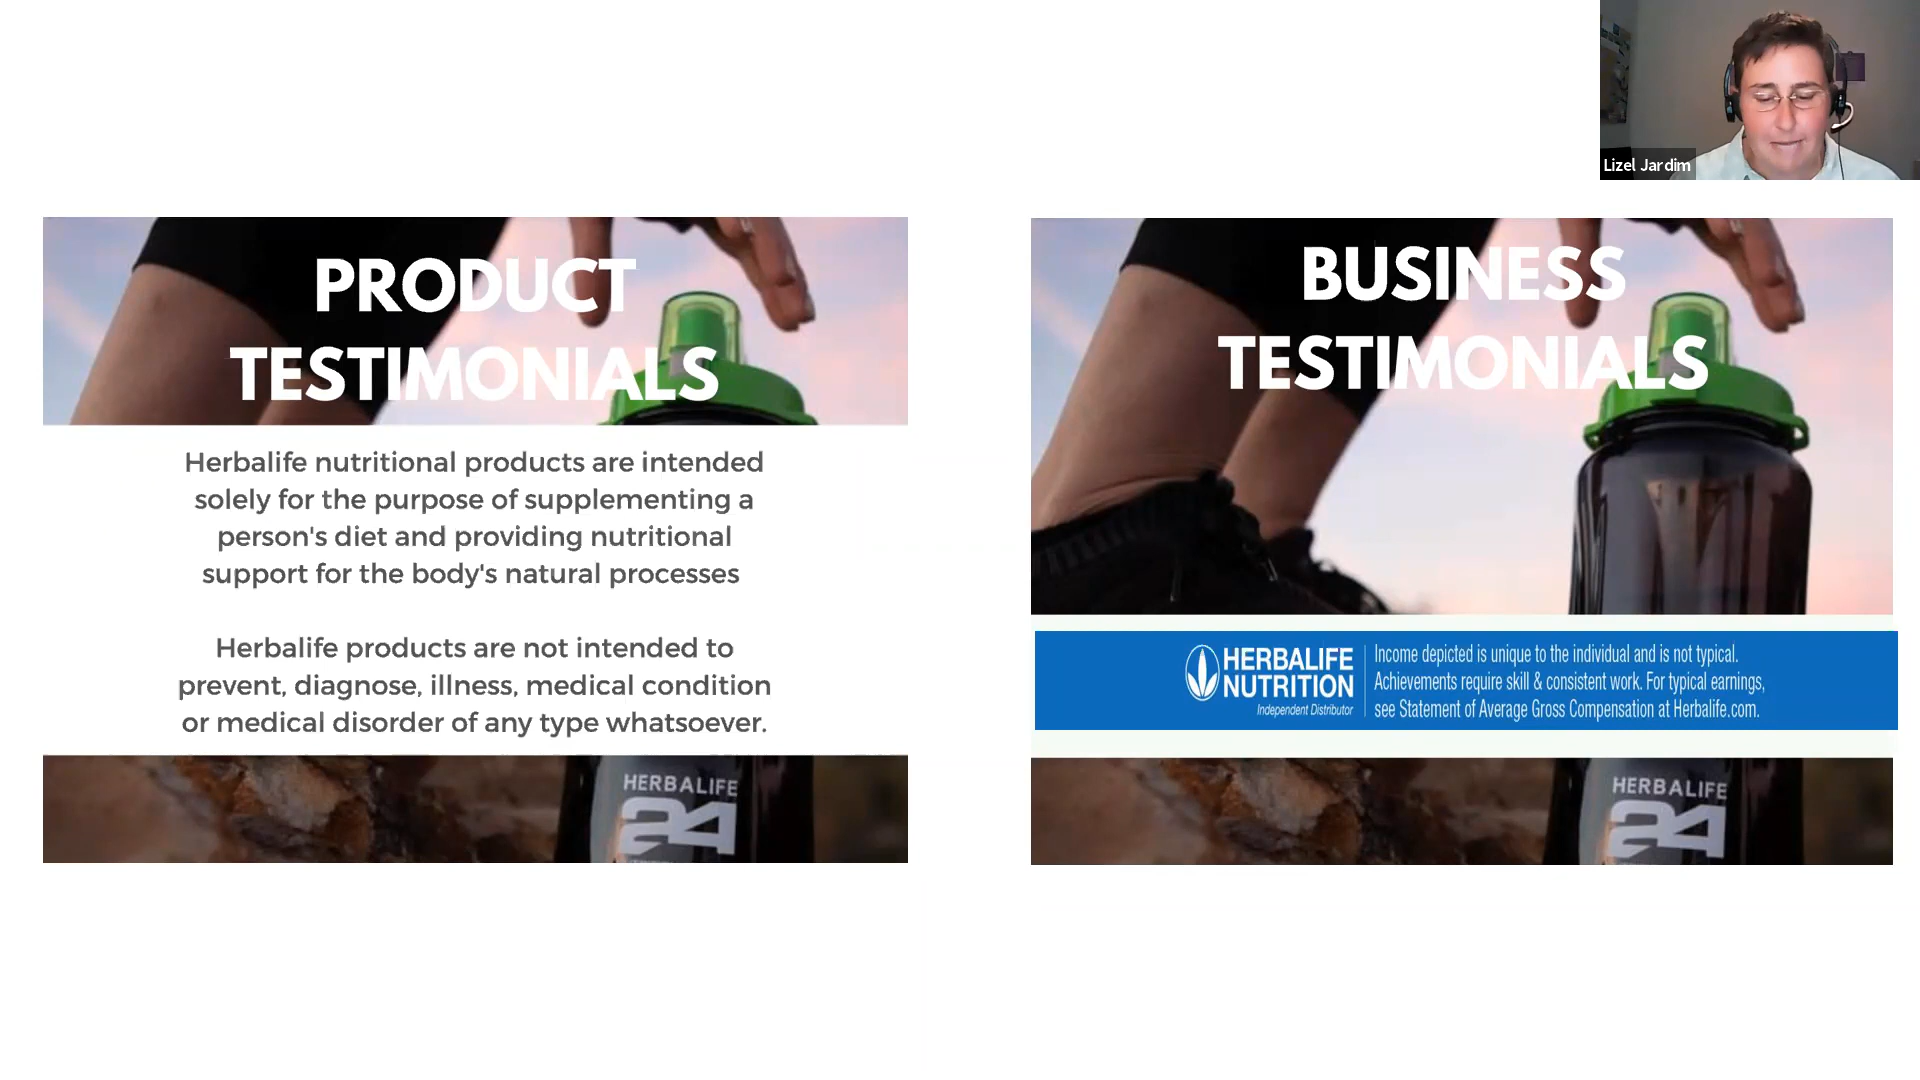 Lizel Jardim
PRODUCT
TESTIMONIALS
Herbalife nutritional products are intended
solely for the purpose of supplementing a
person's diet and providing nutritional
support for the body's natural processes
Herbalife products are not intended to
prevent, diagnose, illness, medical condition
or medical disorder of any type whatsoever.
HERBALIFE
24
BUSINESS
TESTIMONIALS
HERBALIFE
NUTRITION
Independent Distributor
Income depicted is unique to the individual and is not typical.
Achievements require skill & consistent work. For typical earnings,
see Statement of Average Gross Compensation at Herbalife.com.
HERBALIFE
24